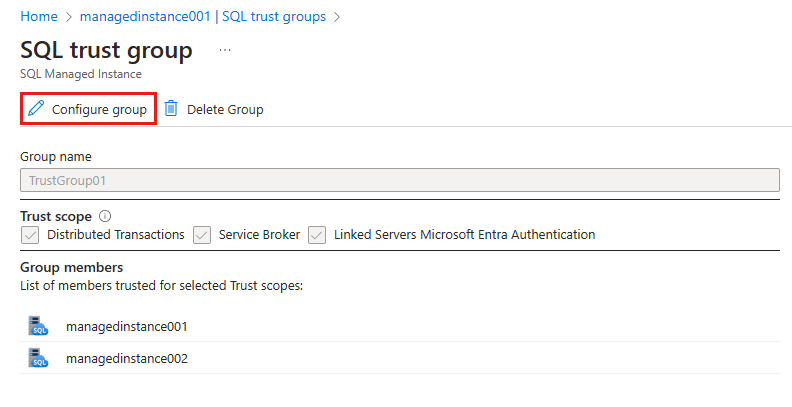 Home > managedinstance001 | SQL trust groups >
SQL trust group ...
SQL Managed Instance
Configure group Delete Group
Group name
TrustGroup01
Trust scope
Distributed Transactions Service Broker Linked Servers Microsoft Entra Authentication
Group members
List of members trusted for selected Trust scopes:
SQL managedinstance001
SQL managedinstance002